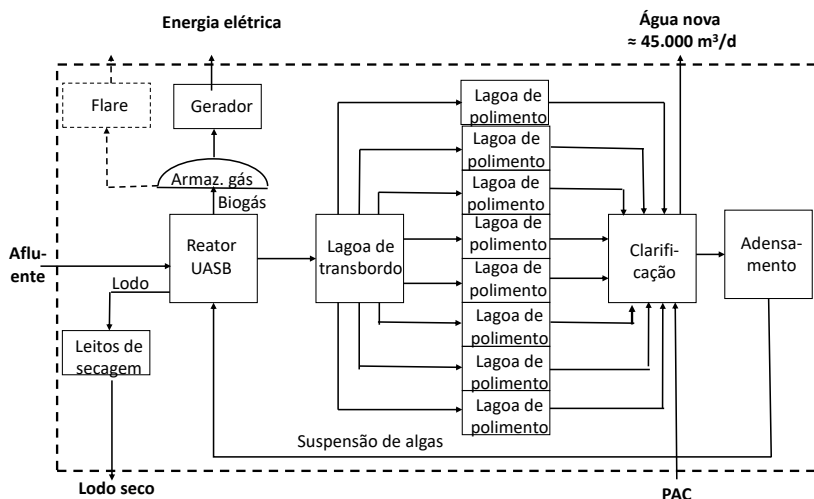 Energia elétrica
Água nova
≈ 45.000 m³/d
Flare
Gerador
Armaz. gás
Biogás
Aflu-
ente
Reator
UASB
Lodo
Leitos de
secagem
Lodo seco
Lagoa de
transbordo
Lagoa de
polimento
Lagoa de
polimento
Lagoa de
polimento
Lagoa de
polimento
Lagoa de
polimento
Lagoa de
polimento
Lagoa de
polimento
Lagoa de
polimento
Clarifi-
cação
Adensa-
mento
Suspensão de algas
PAC